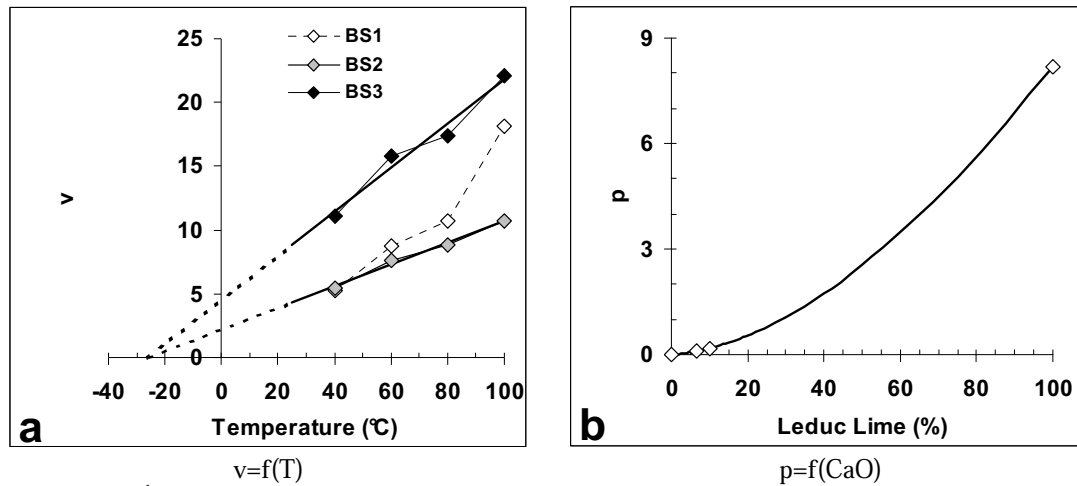 BS1
BS2
BS3
25
20
15
10
5
0
v
-40 -20 0 20 40 60 80 100
Temperature (°C)
a
v=f(T)
9
6
3
0
p
0 20 40 60 80 100
Leduc Lime (%)
b
p=f(CaO)